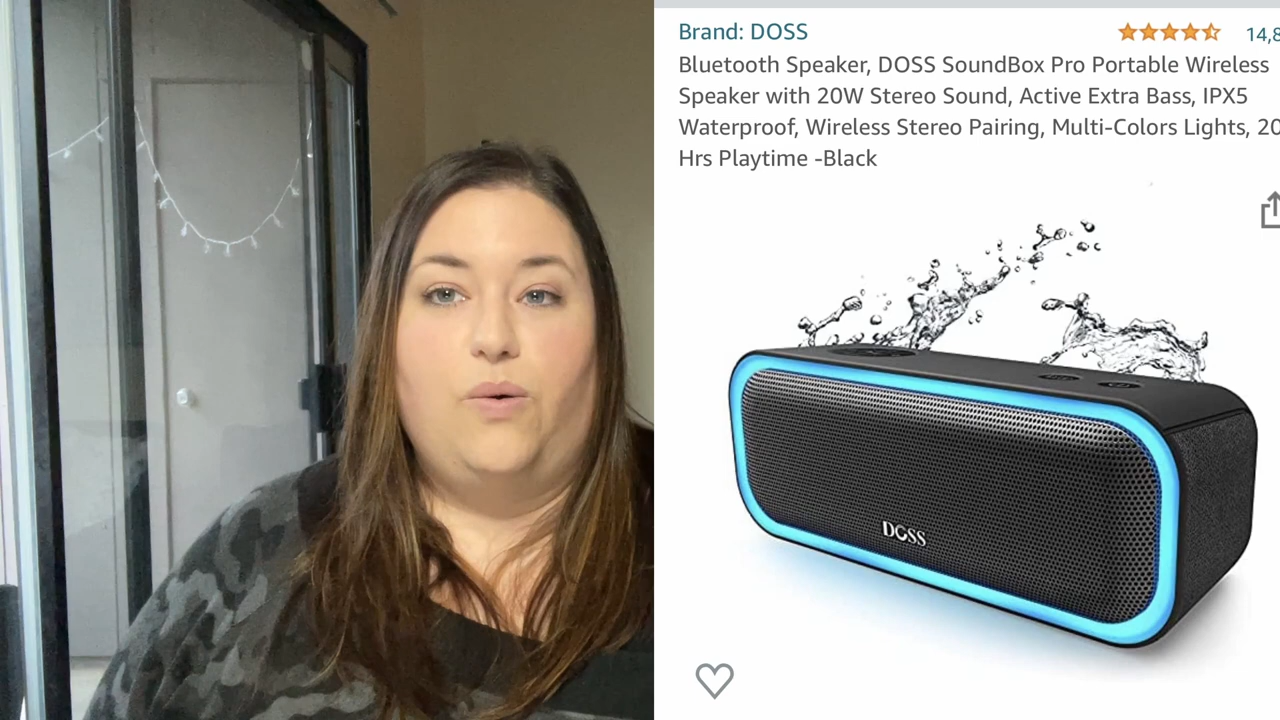 Brand: DOSS
14,8
Bluetooth Speaker, DOSS SoundBox Pro Portable Wireless
Speaker with 20W Stereo Sound, Active Extra Bass, IPX5
Waterproof, Wireless Stereo Pairing, Multi-Colors Lights, 20
Hrs Playtime -Black
DOSS